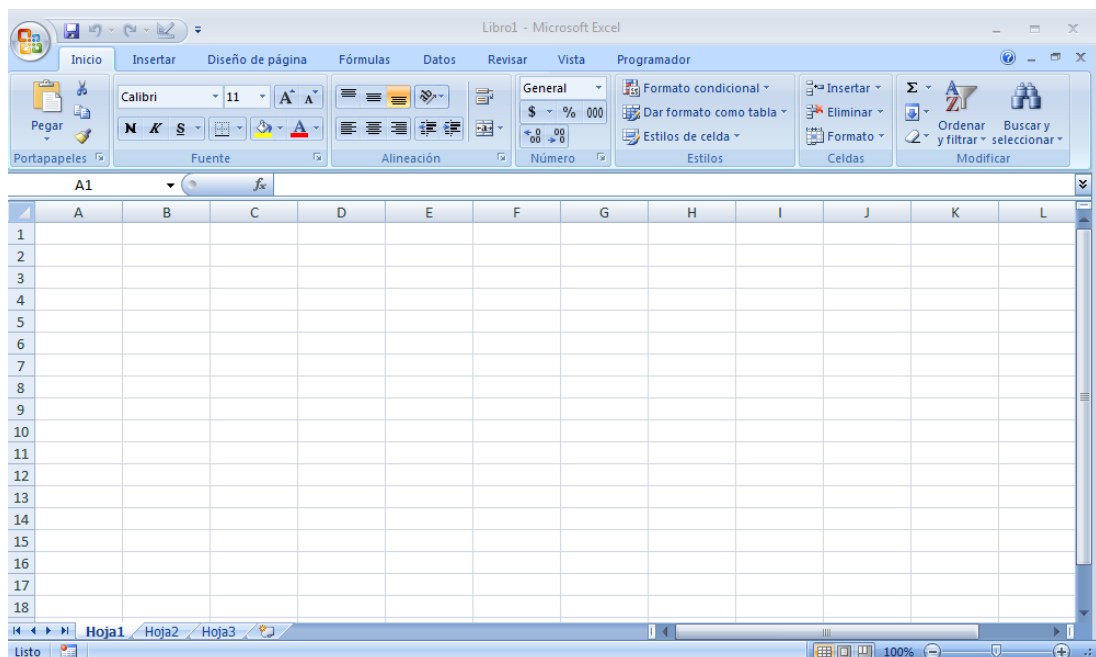 Libro1 - Microsoft Excel
Inicio Insertar Diseño de página Fórmulas Datos Revisar Vista Programador
Pegar
Portapapeles
Calibri 11 A A
N K S A
Fuente
Alineación
General
$ % 000
Número
Formato condicional
Dar formato como tabla
Estilos de celda
Estilos
Insertar
Eliminar
Formato
Celdas
Σ
Ordenar y filtrar
Buscar y seleccionar
Modificar
A1 fx
A B C D E F G H I J K L
1
2
3
4
5
6
7
8
9
10
11
12
13
14
15
16
17
18
Hoja1 Hoja2 Hoja3
Listo 100%